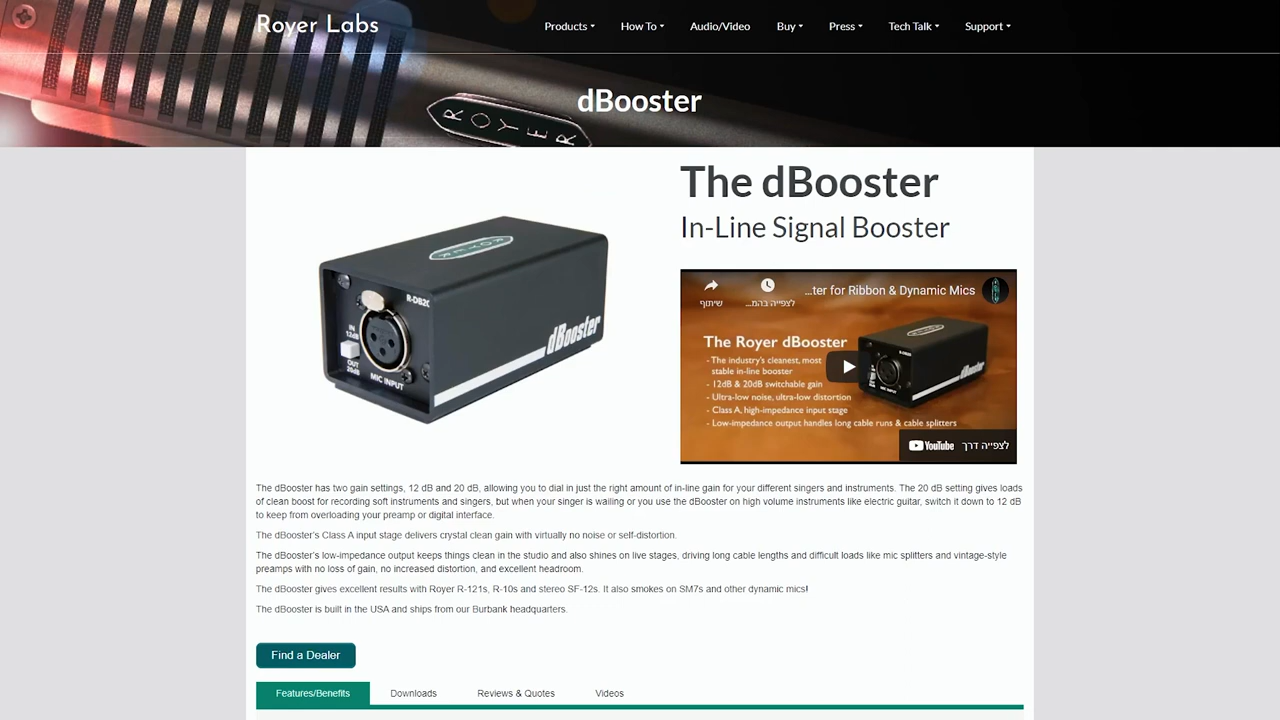 Royer Labs
Products How To Audio/Video Buy Press Tech Talk Support
ROYER
dBooster
The dBooster
In-Line Signal Booster
ROYER
R-DB20
IN
12dB
OUT
20dB
MIC INPUT
dBooster
שיתוף
לצפייה בהמ...
...ter for Ribbon & Dynamic Mics
The Royer dBooster
- The industry's cleanest, most
stable in-line booster
- 12dB & 20dB switchable gain
- Ultra-low noise, ultra-low distortion
- Class A, high-impedance input stage
- Low-impedance output handles long cable runs & cable splitters
לצפייה דרך YouTube
The dBooster has two gain settings, 12 dB and 20 dB, allowing you to dial in just the right amount of in-line gain for your different singers and instruments. The 20 dB setting gives loads
of clean boost for recording soft instruments and singers, but when your singer is wailing or you use the dBooster on high volume instruments like electric guitar, switch it down to 12 dB
to keep from overloading your preamp or digital interface.
The dBooster's Class A input stage delivers crystal clean gain with virtually no noise or self-distortion.
The dBooster's low-impedance output keeps things clean in the studio and also shines on live stages, driving long cable lengths and difficult loads like mic splitters and vintage-style
preamps with no loss of gain, no increased distortion, and excellent headroom.
The dBooster gives excellent results with Royer R-121s, R-10s and stereo SF-12s. It also smokes on SM7s and other dynamic mics!
The dBooster is built in the USA and ships from our Burbank headquarters.
Find a Dealer
Features/Benefits Downloads Reviews & Quotes Videos